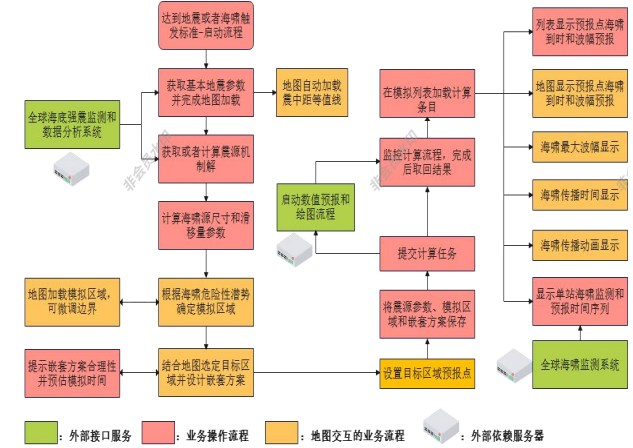 达到地震或者海啸触
发标准-启动流程
获取基本地震参数
并完成地图加载
地图自动加载
震中距等值线
全球海底强震监测和
数据分析系统
获取或者计算震源机
制解
计算海啸源尺寸和滑
移量参数
地图加载模拟区域，
可微调边界
根据海啸危险性潜势
确定模拟区域
提示嵌套方案合理性
并预估模拟时间
结合地图选定目标区
域并设计嵌套方案
在模拟列表加载计算
条目
监控计算流程，完成
后取回结果
启动数值预报和
绘图流程
提交计算任务
将震源参数、模拟区
域和嵌套方案保存
设置目标区域预报点
列表显示预报点海啸
到时和波幅预报
地图显示预报点海啸
到时和波幅预报
海啸最大波幅显示
海啸传播时间显示
海啸传播动画显示
显示单站海啸监测和
预报时间序列
全球海啸监测系统
：外部接口服务
：业务操作流程
：地图交互的业务流程
：外部依赖服务器
非会员水印
非会员水印
非会员水印